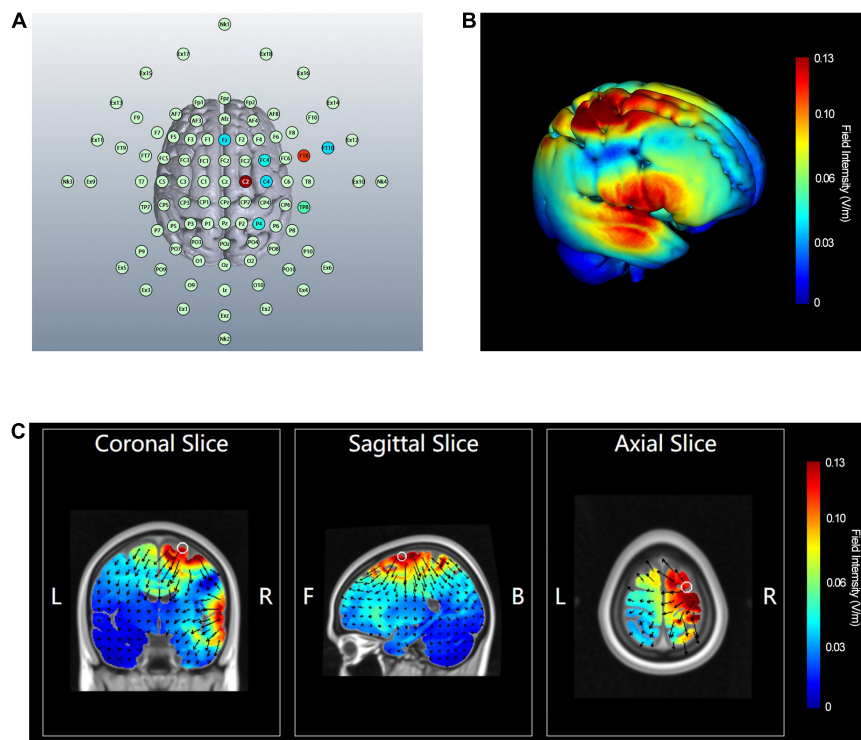 A
Nk1
Ex17 Ex18
Ex15 Ex16
Ex13 Fp1 Fpz Fp2 Ex14
F9 AF7 AF3 Afz AF4 AF8 F10
Ex11 FT9 F7 F5 F3 F1 Fz F2 F4 F6 F8 FT10 Ex12
FT7 FC5 FC3 FC1 FCz FC2 FC4 FC6 FT8
Nk3 Ex9 T7 C5 C3 C1 Cz C2 C4 C6 T8 Ex10 Nk4
TP7 CP5 CP3 CP1 CPz CP2 CP4 CP6 TP8
P7 P5 P3 P1 Pz P2 P4 P6 P8
P9 PO7 PO3 POz PO4 PO8 P10
Ex5 PO9 O1 Oz O2 PO10 Ex6
Ex3 O9 Iz O10 Ex4
Ex1 Exz Ex2
Nk2
B
0.13
0.10
0.06
0.03
0
Field Intensity (V/m)
C
Coronal Slice
L R
Sagittal Slice
F B
Axial Slice
L R
0.13
0.10
0.06
0.03
0
Field Intensity (V/m)